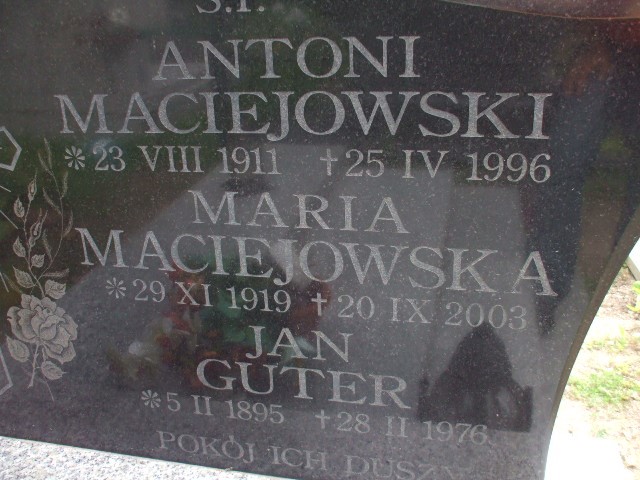 Ś.P.
ANTONI
MACIEJOWSKI
* 23 VIII 1911 † 25 IV 1996
MARIA
MACIEJOWSKA
* 29 XI 1919 † 20 IX 2003
JAN
GUTER
* 5 II 1895 † 28 II 1976
POKÓJ ICH DUSZY